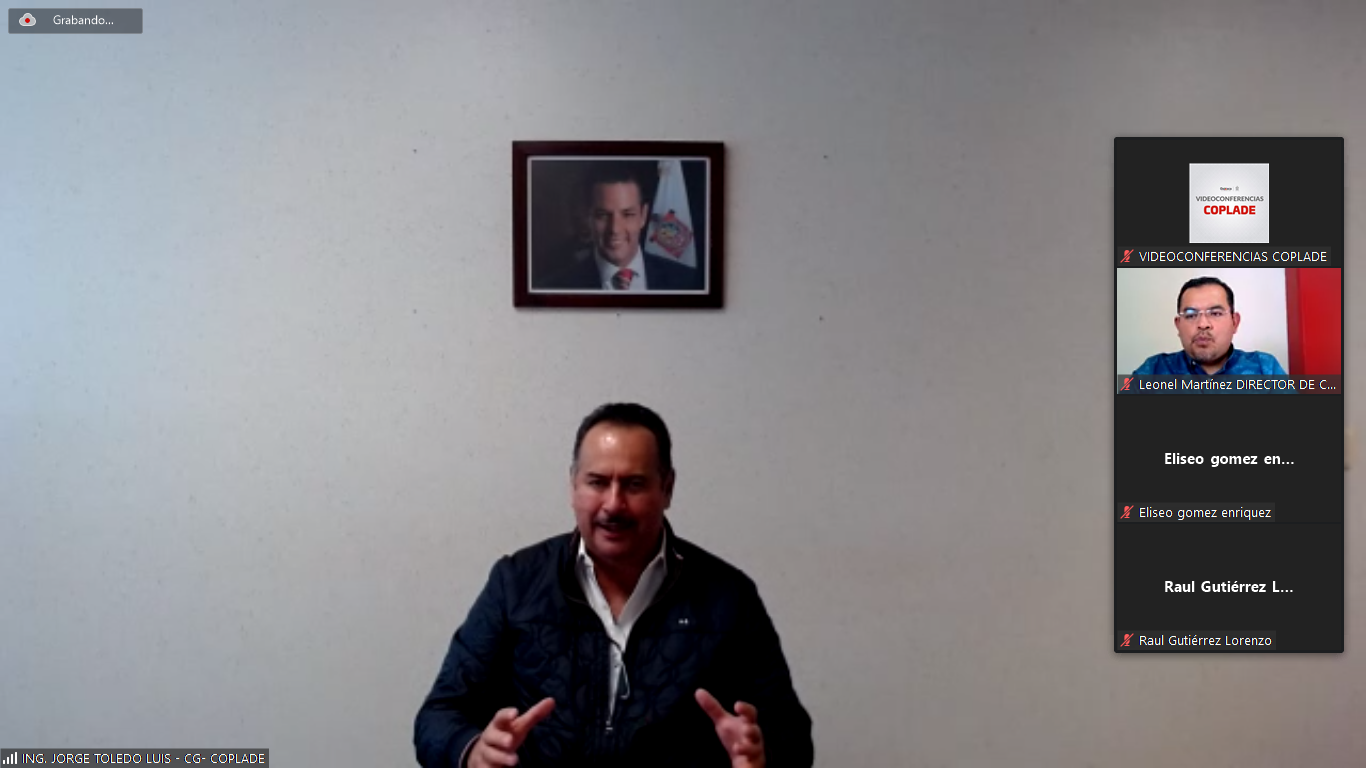 Grabando...
VIDEOCONFERENCIAS
COPLADE
VIDEOCONFERENCIAS COPLADE
Leonel Martínez DIRECTOR DE C...
Eliseo gomez en...
Eliseo gomez enriquez
Raul Gutiérrez L...
Raul Gutiérrez Lorenzo
ING. JORGE TOLEDO LUIS - CG- COPLADE